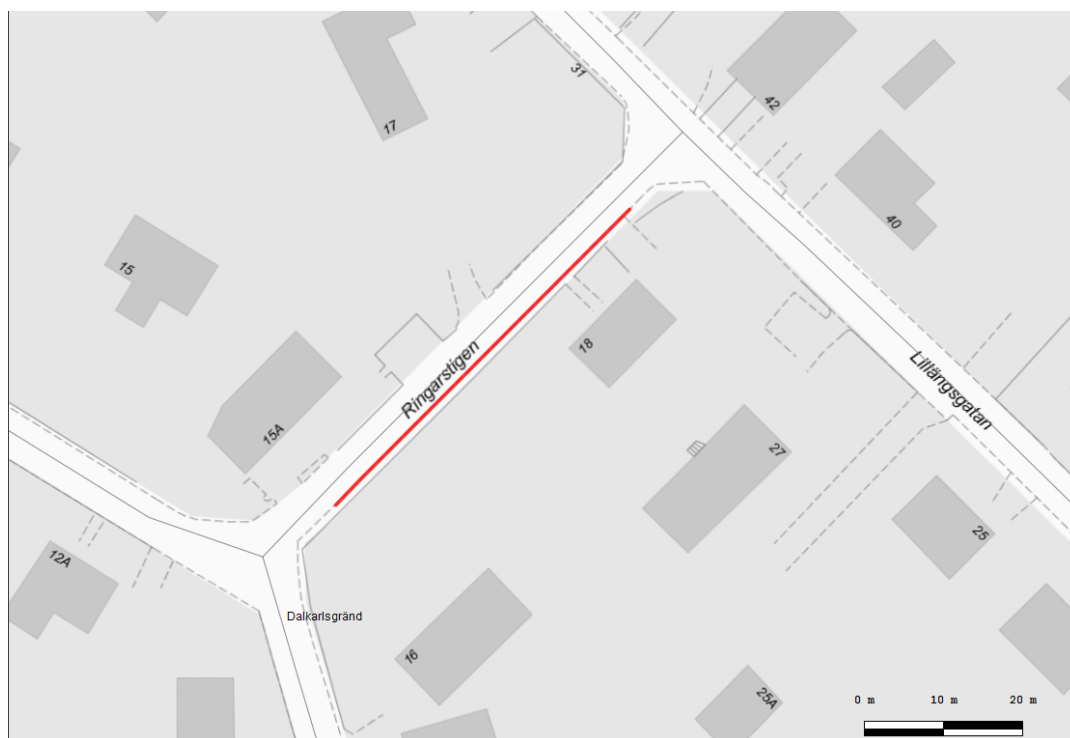 17
31
42
40
15
18
Ringarstigen
Lillängsgatan
15A
27
25
12A
Dalkarlsgränd
16
25A
0 m 10 m 20 m